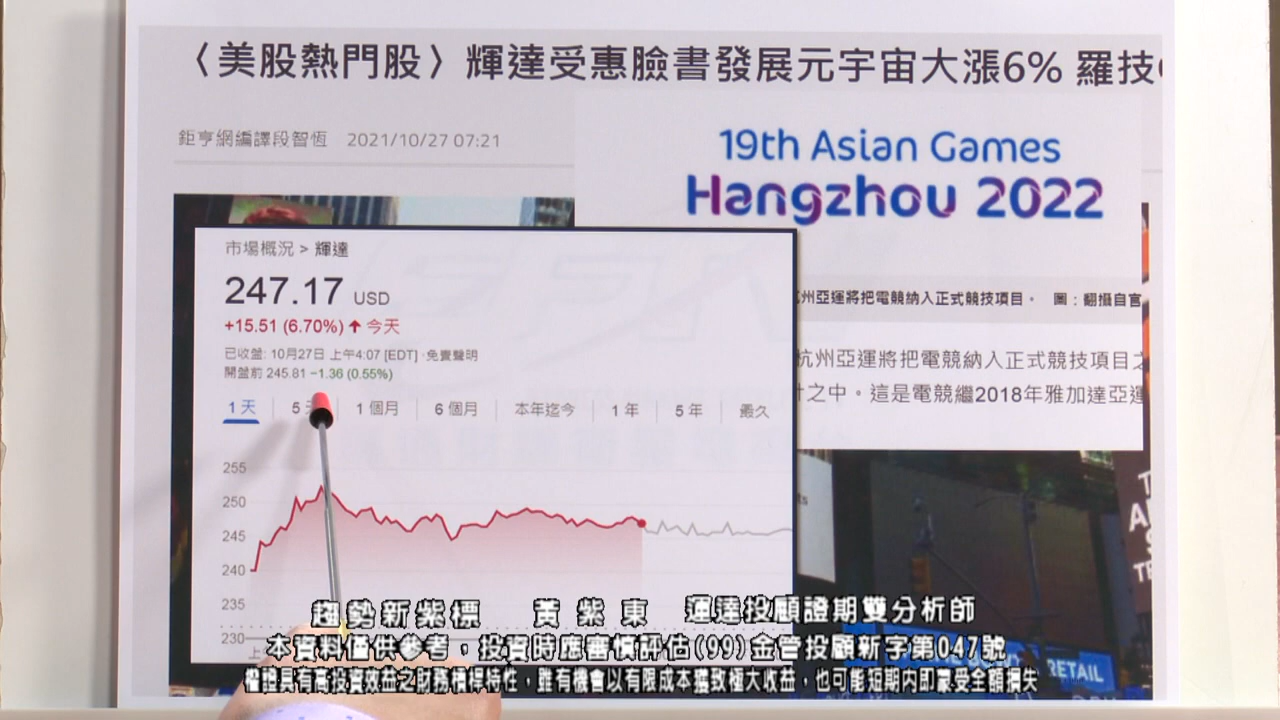 〈美股熱門股〉輝達受惠臉書發展元宇宙大漲6% 羅技
鉅亨網編譯段智恆 2021/10/27 07:21
19th Asian Games
Hangzhou 2022
市場概況 > 輝達
247.17 USD
+15.51 (6.70%) 今天
已收盤: 10月27日 上午4:07 [EDT] · 免責聲明
開盤前 245.81 −1.36 (0.55%)
1 天 5 1 個月 6 個月 本年迄今 1 年 5 年 最久
255
250
245
240
235
230
州亞運將把電競納入正式競技項目。 圖：翻攝自官
杭州亞運將把電競納入正式競技項目之
之中。這是電競繼2018年雅加達亞運
RETAIL
趨勢新紫標 黃紫東 運達投顧證期雙分析師
本資料僅供參考，投資時應審慎評估(99)金管投顧新字第047號
權證具有高投資效益之財務槓桿特性，雖有機會以有限成本獲致極大收益，也可能短期內即蒙受全額損失